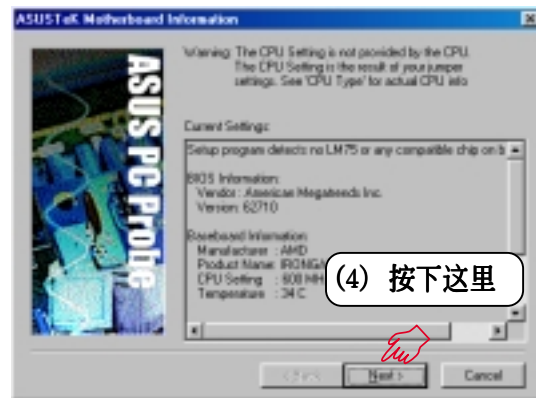 ASUSTeK Motherboard Information
ASUS PC Probe
Warning: The CPU Setting is not provided by the CPU.
The CPU Setting is the result of your jumper
settings. See 'CPU Type' for actual CPU info
Current Settings:
Setup program detects no LM75 or any compatible chip on b
BIOS Information:
Vendor : American Megatrends Inc.
Version: 62710
Baseboard Information:
Manufacturer : AMD
Product Name: IRONGA
CPU Setting : 600 MH
Temperature : 34 C
(4) 按下这里
< Back
Next >
Cancel